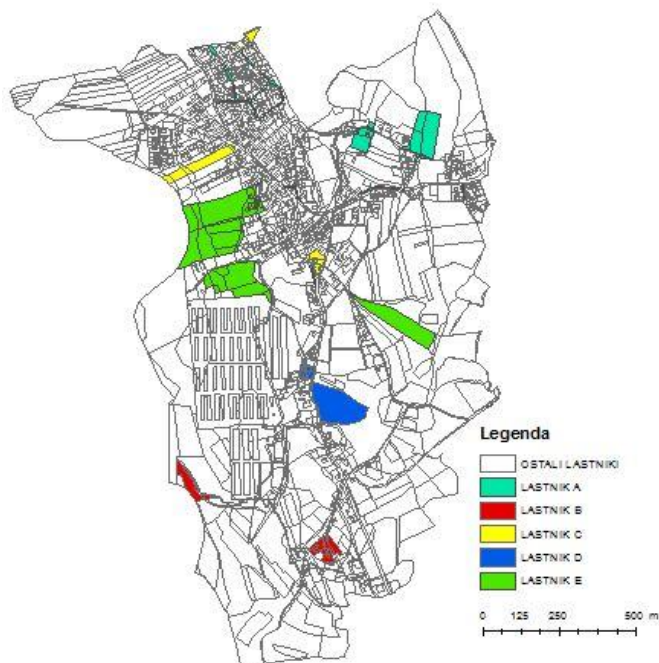 Legenda
OSTALI LASTNIKI
LASTNIK A
LASTNIK B
LASTNIK C
LASTNIK D
LASTNIK E
0 125 250 500 m